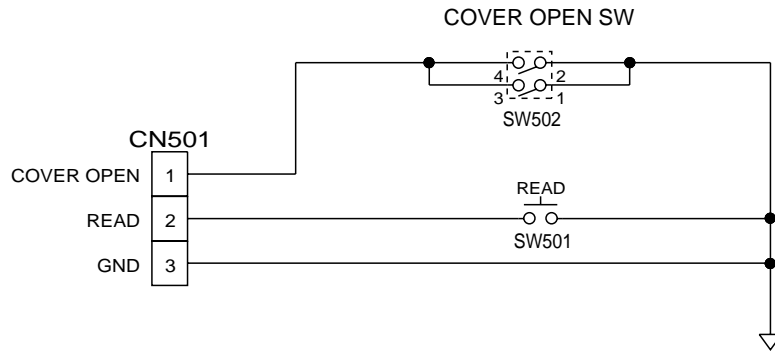 COVER OPEN SW
4 2
3 1
SW502
CN501
COVER OPEN 1
READ
READ 2
SW501
GND 3